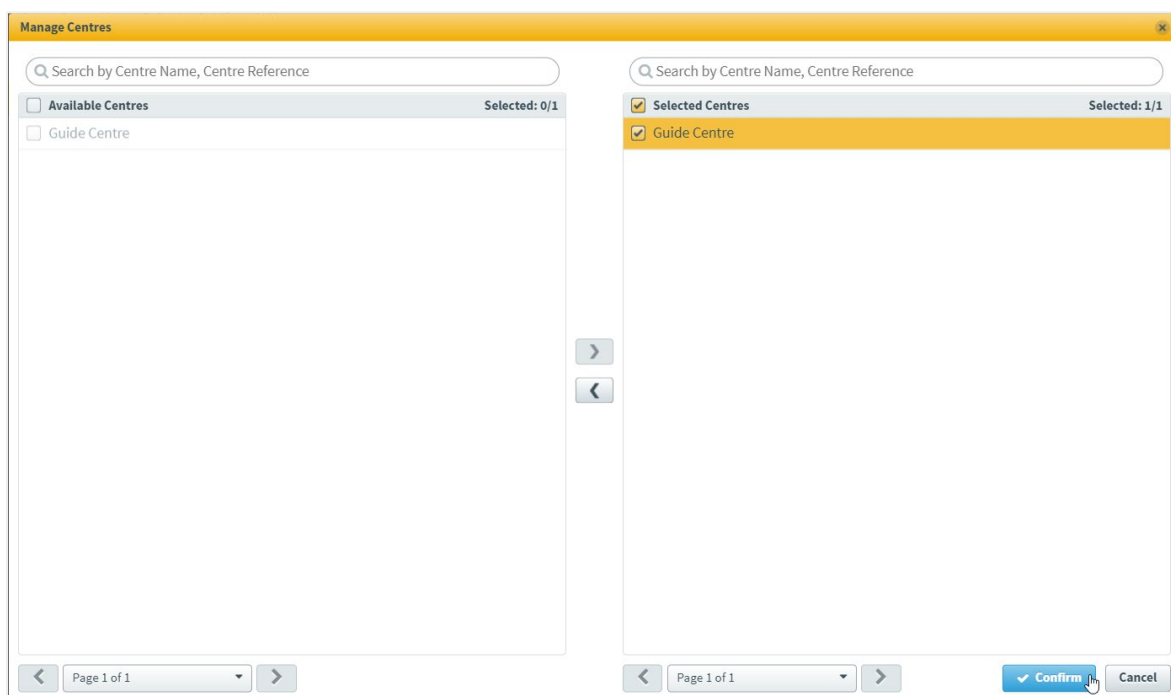 Manage Centres
Search by Centre Name, Centre Reference
Available Centres Selected: 0/1
Guide Centre
Page 1 of 1
Search by Centre Name, Centre Reference
Selected Centres Selected: 1/1
Guide Centre
Page 1 of 1
Confirm Cancel